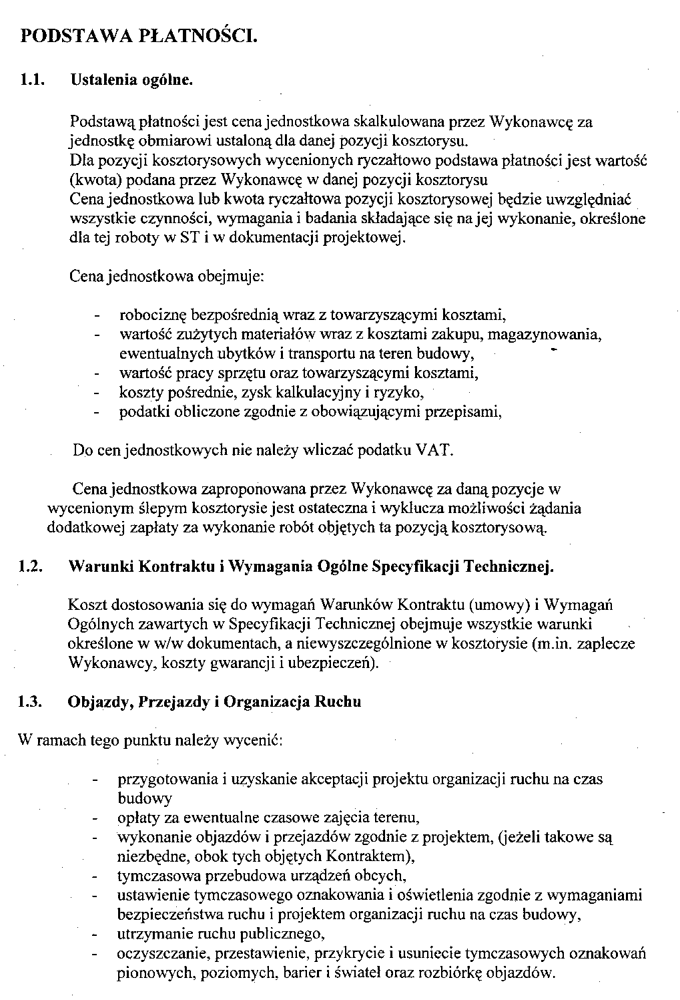 PODSTAWA PŁATNOŚCI.
1.1. Ustalenia ogólne.
Podstawą płatności jest cena jednostkowa skalkulowana przez Wykonawcę za
jednostkę obmiarowi ustaloną dla danej pozycji kosztorysu.
Dla pozycji kosztorysowych wycenionych ryczałtowo podstawa płatności jest wartość
(kwota) podana przez Wykonawcę w danej pozycji kosztorysu
Cena jednostkowa lub kwota ryczałtowa pozycji kosztorysowej będzie uwzględniać
wszystkie czynności, wymagania i badania składające się na jej wykonanie, określone
dla tej roboty w ST i w dokumentacji projektowej.
Cena jednostkowa obejmuje:
- robociznę bezpośrednią wraz z towarzyszącymi kosztami,
- wartość zużytych materiałów wraz z kosztami zakupu, magazynowania,
ewentualnych ubytków i transportu na teren budowy,
- wartość pracy sprzętu oraz towarzyszącymi kosztami,
- koszty pośrednie, zysk kalkulacyjny i ryzyko,
- podatki obliczone zgodnie z obowiązującymi przepisami,
Do cen jednostkowych nie należy wliczać podatku VAT.
Cena jednostkowa zaproponowana przez Wykonawcę za daną pozycje w
wycenionym ślepym kosztorysie jest ostateczna i wyklucza możliwości żądania
dodatkowej zapłaty za wykonanie robót objętych ta pozycją kosztorysową.
1.2. Warunki Kontraktu i Wymagania Ogólne Specyfikacji Technicznej.
Koszt dostosowania się do wymagań Warunków Kontraktu (umowy) i Wymagań
Ogólnych zawartych w Specyfikacji Technicznej obejmuje wszystkie warunki
określone w w/w dokumentach, a niewyszczególnione w kosztorysie (m.in. zaplecze
Wykonawcy, koszty gwarancji i ubezpieczeń).
1.3. Objazdy, Przejazdy i Organizacja Ruchu
W ramach tego punktu należy wycenić:
- przygotowania i uzyskanie akceptacji projektu organizacji ruchu na czas
budowy
- opłaty za ewentualne czasowe zajęcia terenu,
- wykonanie objazdów i przejazdów zgodnie z projektem, (jeżeli takowe są
niezbędne, obok tych objętych Kontraktem),
- tymczasowa przebudowa urządzeń obcych,
- ustawienie tymczasowego oznakowania i oświetlenia zgodnie z wymaganiami
bezpieczeństwa ruchu i projektem organizacji ruchu na czas budowy,
- utrzymanie ruchu publicznego,
- oczyszczanie, przestawienie, przykrycie i usuniecie tymczasowych oznakowań
pionowych, poziomych, barier i świateł oraz rozbiórkę objazdów.